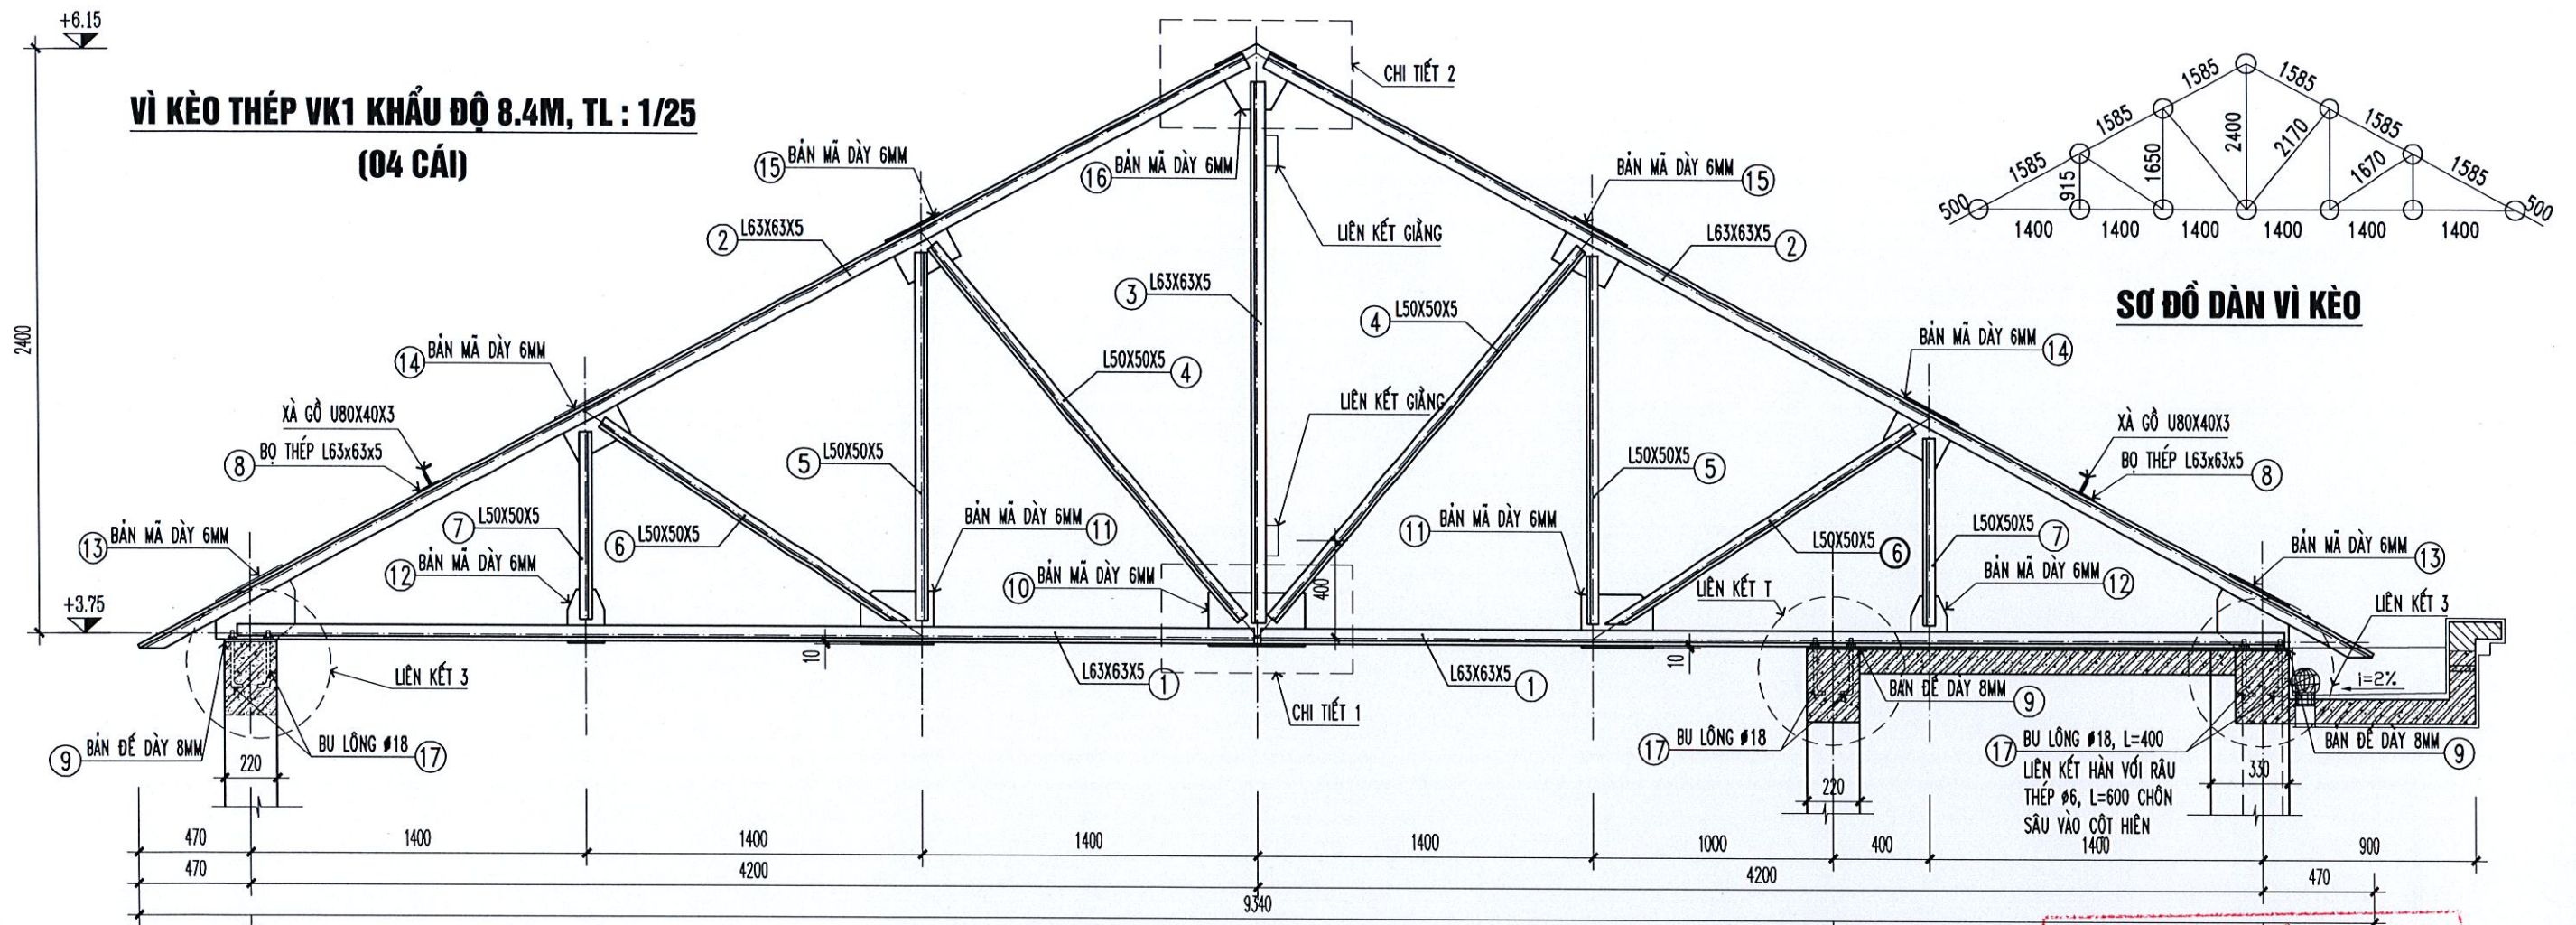 +6.15
VÌ KÈO THÉP VK1 KHẨU ĐỘ 8.4M, TL : 1/25
(04 CÁI)
CHI TIẾT 2
15 BẢN MÃ DÀY 6MM
16 BẢN MÃ DÀY 6MM
BẢN MÃ DÀY 6MM 15
2 L63X63X5
LIÊN KẾT GIẰNG
L63X63X5 2
3 L63X63X5
4 L50X50X5
2400
14 BẢN MÃ DÀY 6MM
L50X50X5 4
BẢN MÃ DÀY 6MM 14
XÀ GỒ U80X40X3
LIÊN KẾT GIẰNG
XÀ GỒ U80X40X3
8 BỌ THÉP L63x63x5
5 L50X50X5
L50X50X5 5
BỌ THÉP L63x63x5 8
13 BẢN MÃ DÀY 6MM
7 L50X50X5
6 L50X50X5
BẢN MÃ DÀY 6MM 11
11 BẢN MÃ DÀY 6MM
L50X50X5 6
L50X50X5 7
BẢN MÃ DÀY 6MM 13
12 BẢN MÃ DÀY 6MM
10 BẢN MÃ DÀY 6MM
400
LIÊN KẾT T
BẢN MÃ DÀY 6MM 12
LIÊN KẾT 3
+3.75
10
10
LIÊN KẾT 3
L63X63X5 1
L63X63X5 1
CHI TIẾT 1
BẢN ĐẾ DÀY 8MM
9
i=2%
9 BẢN ĐẾ DÀY 8MM
BU LÔNG Ø18
17
17 BU LÔNG Ø18
17 BU LÔNG Ø18, L=400
LIÊN KẾT HÀN VỚI RÂU
THÉP Ø6, L=600 CHÔN
SÂU VÀO CỘT HIÊN
BẢN ĐẾ DÀY 8MM 9
220
220
330
470 1400 1400 1400 1400 1000 400 1400 900
470 4200 4200 470
9340
1585 1585
1585 1585
1585 1585
915 1650 2400 2170 1670
500 500
1400 1400 1400 1400 1400 1400
SƠ ĐỒ DÀN VÌ KÈO